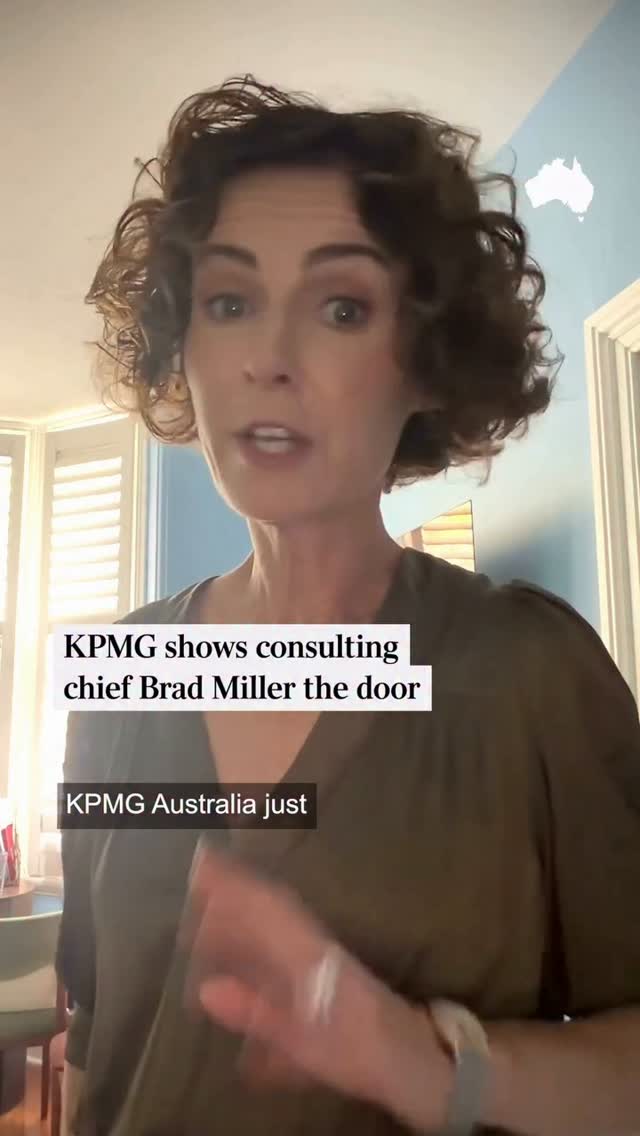 KPMG shows consulting
chief Brad Miller the door
KPMG Australia just